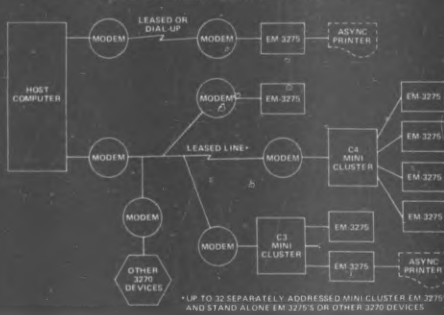 LEASED OR
DIAL-UP
MODEM
MODEM
EM-3275
ASYNC
PRINTER
HOST
COMPUTER
MODEM
EM-3275
EM-3275
EM-3275
MODEM
LEASED LINE*
MODEM
C4
MINI
CLUSTER
EM-3275
EM-3275
MODEM
MODEM
C3
MINI
CLUSTER
EM-3275
EM-3275
ASYNC
PRINTER
OTHER
3270
DEVICES
*UP TO 32 SEPARATELY ADDRESSED MINI CLUSTER EM-3275
AND STAND ALONE EM-3275'S OR OTHER 3270 DEVICES